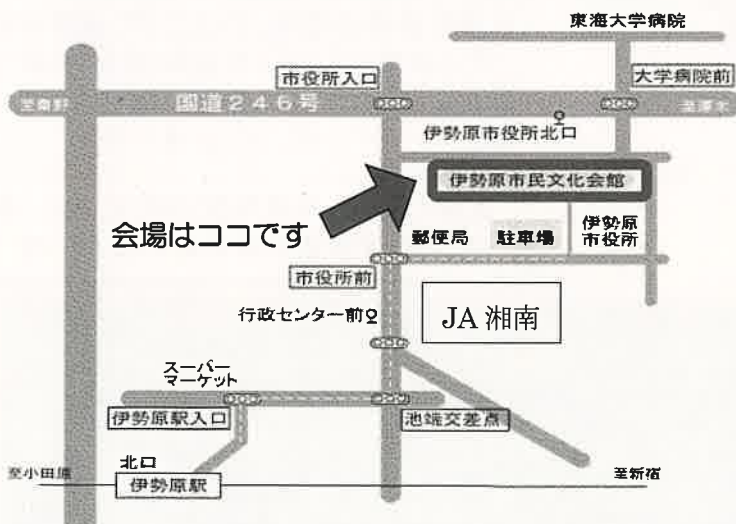 東海大学病院
市役所入口
大学病院前
至秦野
国道246号
至厚木
伊勢原市役所北口
伊勢原市民文化会館
会場はココです
郵便局
駐車場
伊勢原
市役所
市役所前
行政センター前
JA 湘南
スーパー
マーケット
伊勢原駅入口
池端交差点
北口
至小田原
伊勢原駅
至新宿